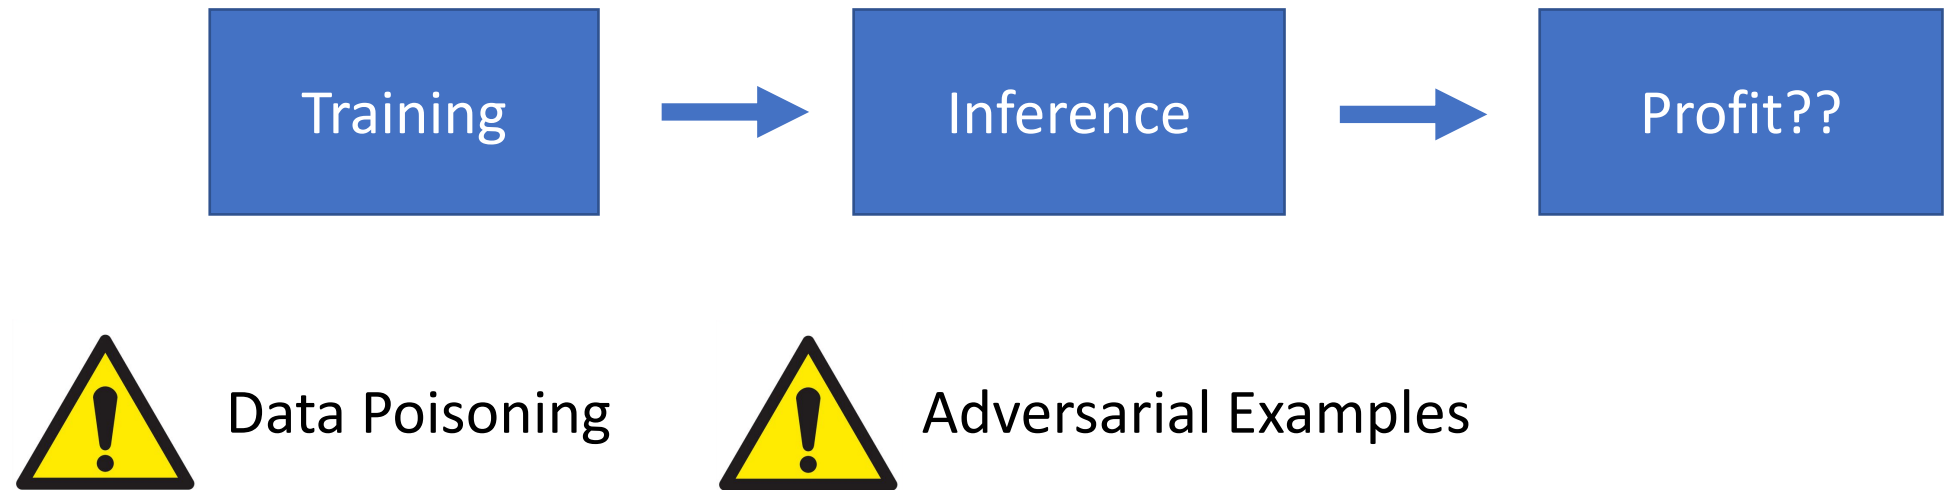 Training
Inference
Profit??
Data Poisoning
Adversarial Examples